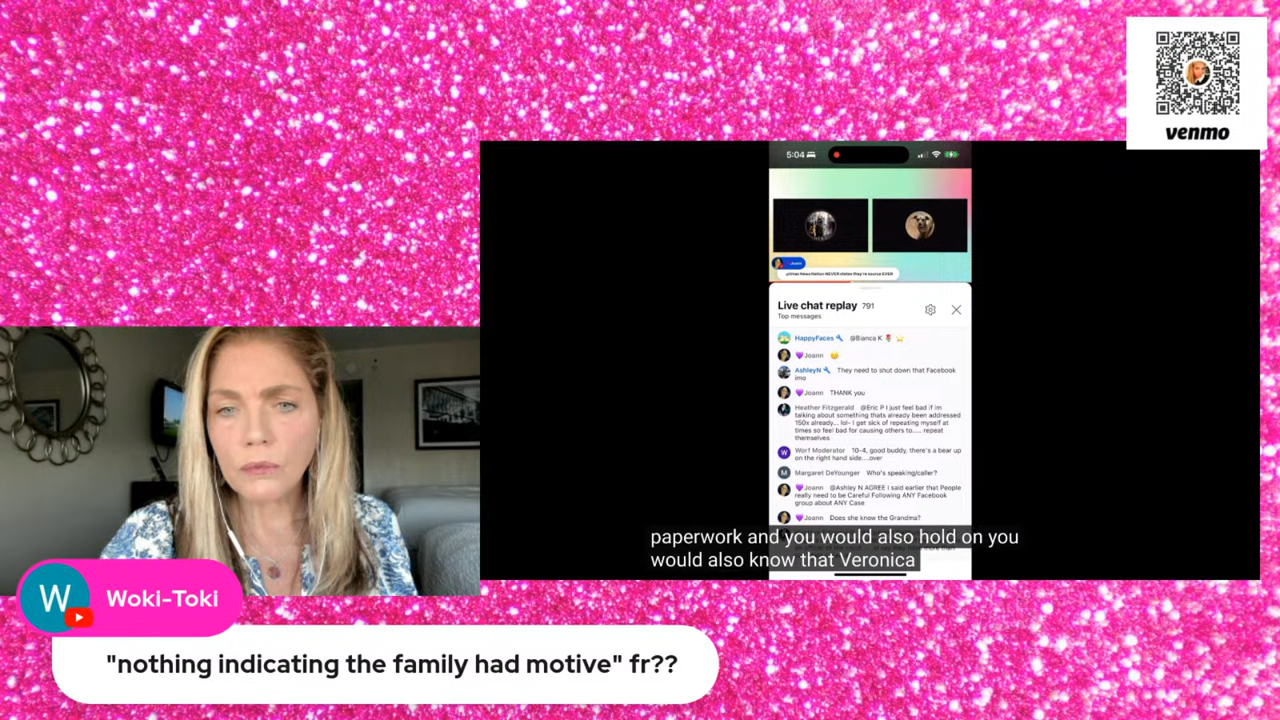 venmo
5:04
Joann
Live chat replay 791
Top messages
HappyFaces @Bianca K
Joann
AshleyN They need to shut down that Facebook
imo
Joann THANK you
Heather Fitzgerald @Eric P I just feel bad if im
talking about something thats already been addressed
150x already... lol- I get sick of repeating myself at
times so feel bad for causing others to..... repeat
themselves
Worf Moderator 10-4, good buddy, there's a bear up
on the right hand side....over
Margaret DeYounger Who's speaking/caller?
Joann @Ashley N AGREE I said earlier that People
really need to be Careful Following ANY Facebook
group about ANY Case
Joann Does she know the Grandma?
paperwork and you would also hold on you
would also know that Veronica
W Woki-Toki
"nothing indicating the family had motive" fr??